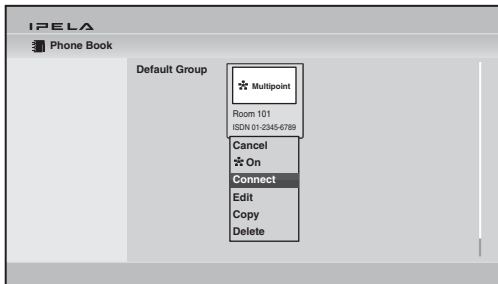 IPELA
Phone Book
Default Group
Multipoint
Room 101
ISDN 01-2345-6789
Cancel
On
Connect
Edit
Copy
Delete